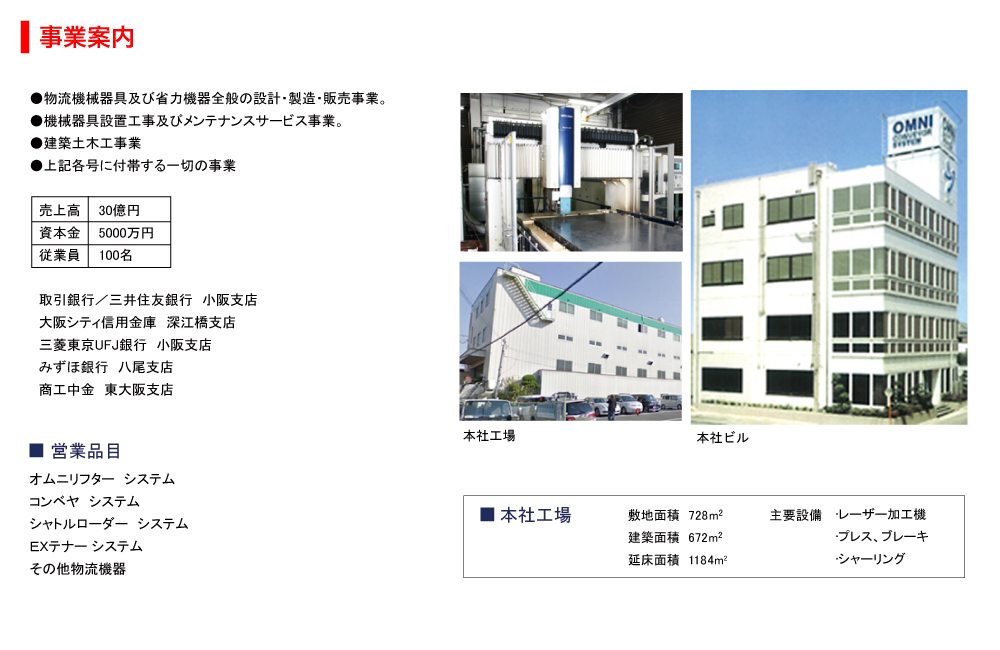 事業案内
●物流機械器具及び省力機器全般の設計・製造・販売事業。
●機械器具設置工事及びメンテナンスサービス事業。
●建築土木工事業
●上記各号に付帯する一切の事業
売上高 30億円
資本金 5000万円
従業員 100名
取引銀行／三井住友銀行 小阪支店
大阪シティ信用金庫 深江橋支店
三菱東京UFJ銀行 小阪支店
みずほ銀行 八尾支店
商工中金 東大阪支店
■ 営業品目
オムニリフター システム
コンベヤ システム
シャトルローダー システム
EXテナー システム
その他物流機器
OMNI
CONVEYOR
SYSTEM
本社工場
本社ビル
■ 本社工場
敷地面積 728m²
建築面積 672m²
延床面積 1184m²
主要設備 ･レーザー加工機
･プレス、ブレーキ
･シャーリング